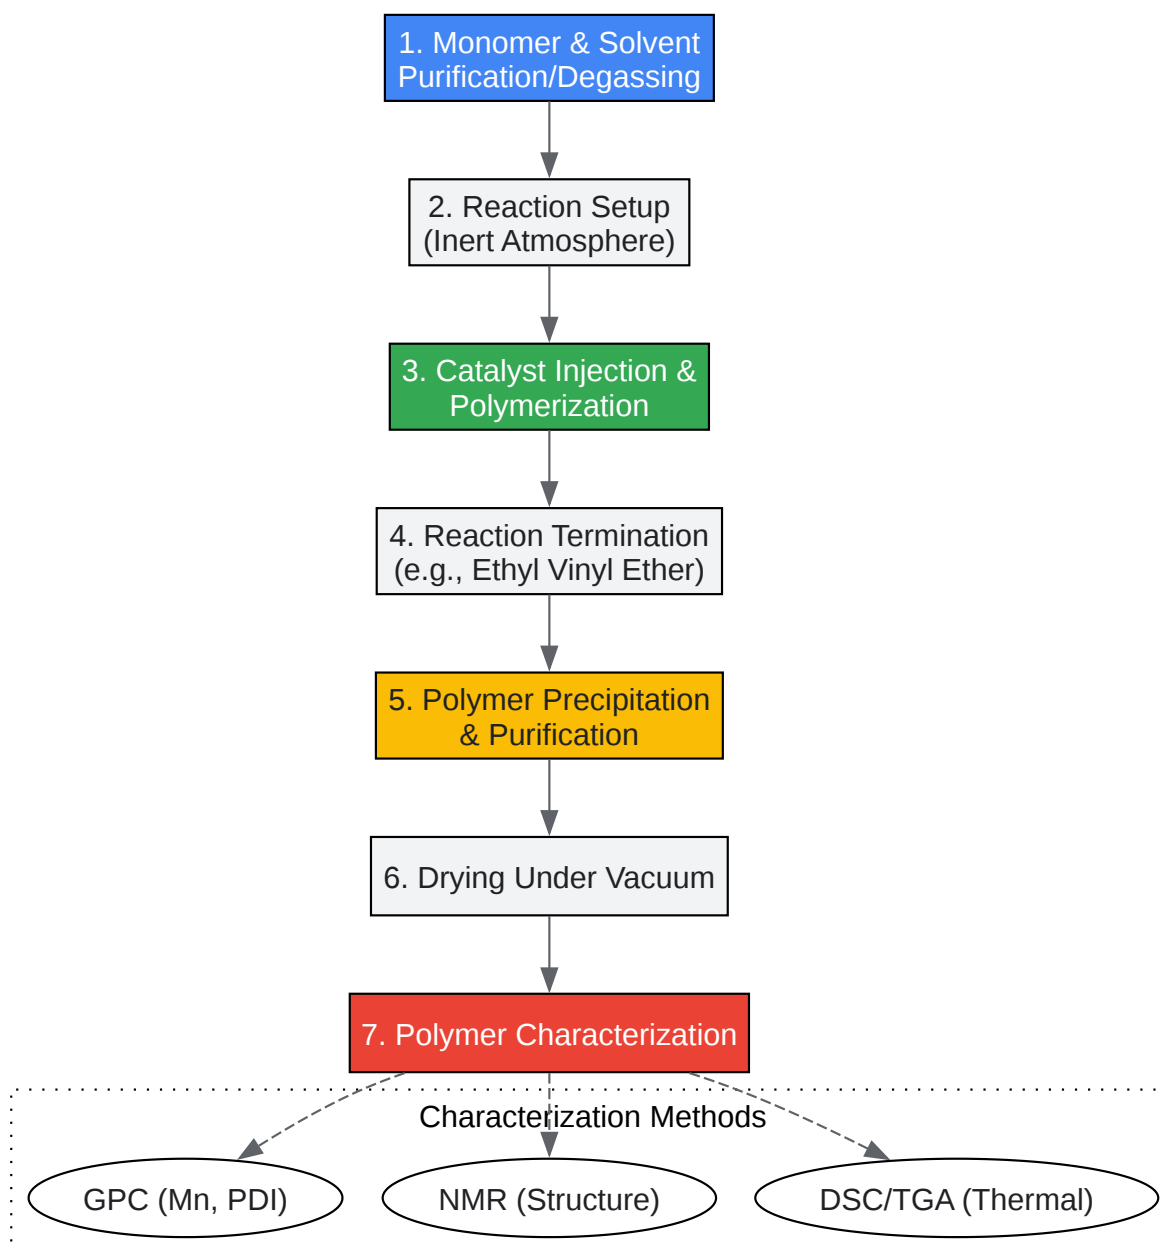 1. Monomer & Solvent
Purification/Degassing
2. Reaction Setup
(Inert Atmosphere)
3. Catalyst Injection &
Polymerization
4. Reaction Termination
(e.g., Ethyl Vinyl Ether)
5. Polymer Precipitation
& Purification
6. Drying Under Vacuum
7. Polymer Characterization
Characterization Methods
GPC (Mn, PDI)
NMR (Structure)
DSC/TGA (Thermal)